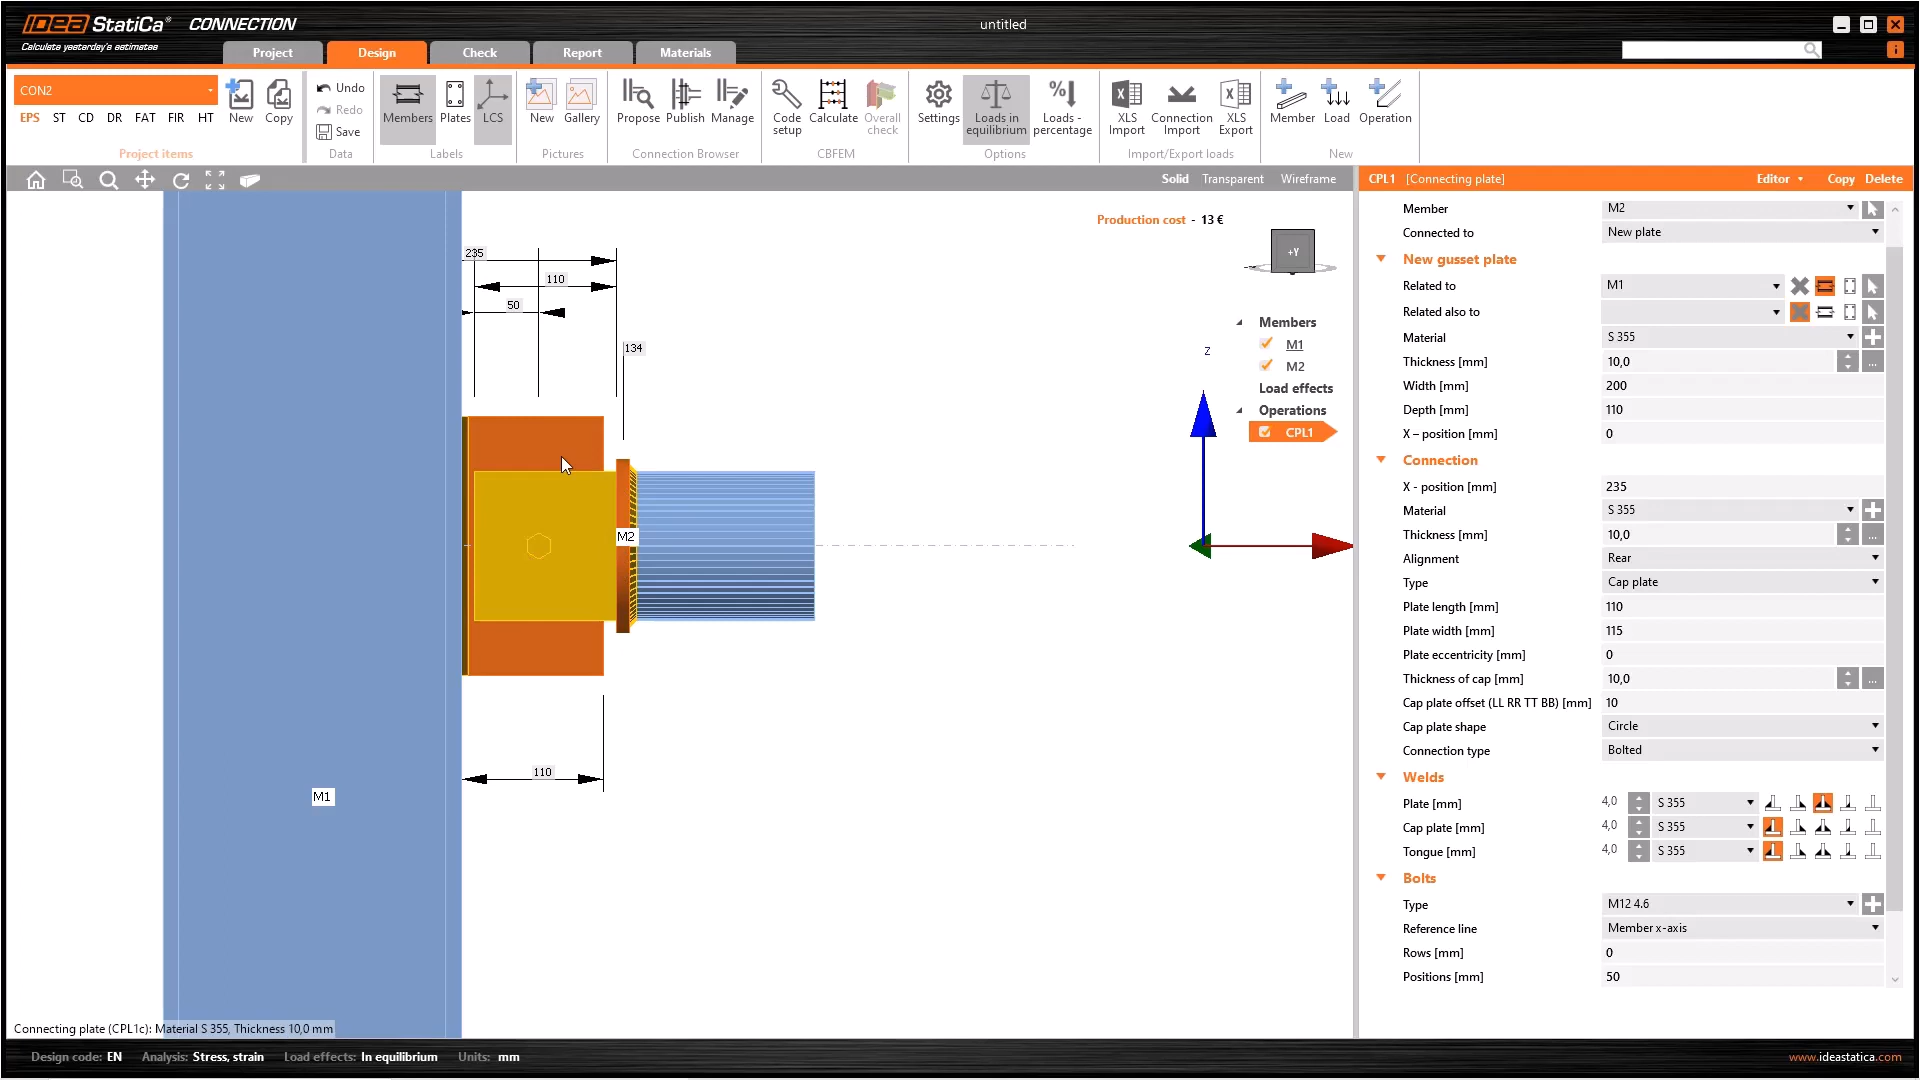 IDEA StatiCa® CONNECTION
Calculate yesterday's estimates
untitled
Project
Design
Check
Report
Materials
CON2
EPS ST CD DR FAT FIR HT
New
Copy
Project items
Undo
Redo
Save
Data
Members
Plates
LCS
Labels
New
Gallery
Pictures
Propose
Publish
Manage
Connection Browser
Code setup
Calculate
Overall check
CBFEM
Settings
Loads in equilibrium
Loads - percentage
Options
XLS Import
Connection Import
XLS Export
Import/Export loads
Member
Load
Operation
New
Solid Transparent Wireframe
Production cost - 13 €
+Y
235
110
50
134
Z
Members
M1
M2
Load effects
Operations
CPL1
M2
110
M1
Connecting plate (CPL1c): Material S 355, Thickness 10,0 mm
CPL1 [Connecting plate] Editor Copy Delete
Member M2
Connected to New plate
New gusset plate
Related to M1
Related also to
Material S 355
Thickness [mm] 10,0 ...
Width [mm] 200
Depth [mm] 110
X – position [mm] 0
Connection
X - position [mm] 235
Material S 355
Thickness [mm] 10,0 ...
Alignment Rear
Type Cap plate
Plate length [mm] 110
Plate width [mm] 115
Plate eccentricity [mm] 0
Thickness of cap [mm] 10,0 ...
Cap plate offset (LL RR TT BB) [mm] 10
Cap plate shape Circle
Connection type Bolted
Welds
Plate [mm] 4,0 S 355
Cap plate [mm] 4,0 S 355
Tongue [mm] 4,0 S 355
Bolts
Type M12 4.6
Reference line Member x-axis
Rows [mm] 0
Positions [mm] 50
Design code: EN Analysis: Stress, strain Load effects: In equilibrium Units: mm
www.ideastatica.com